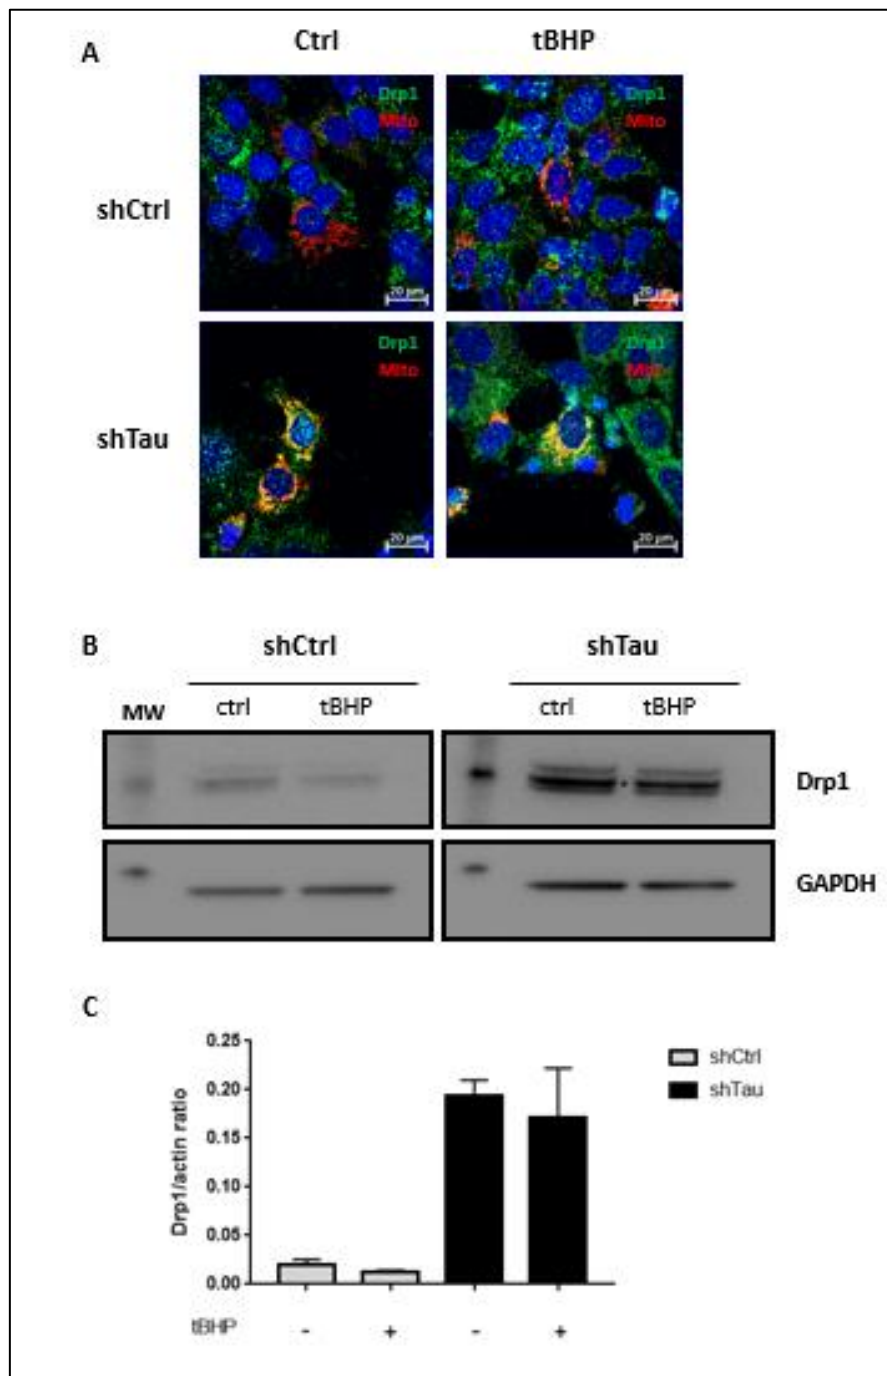 A
Ctrl tBHP
shCtrl
Drp1
Mito
20 µm
Drp1
Mito
20 µm
shTau
Drp1
Mito
20 µm
Drp1
Mito
20 µm
B
shCtrl shTau
MW ctrl tBHP ctrl tBHP
Drp1
GAPDH
C
Drp1/actin ratio
0.25
0.20
0.15
0.10
0.05
0.00
shCtrl
shTau
tBHP - + - +